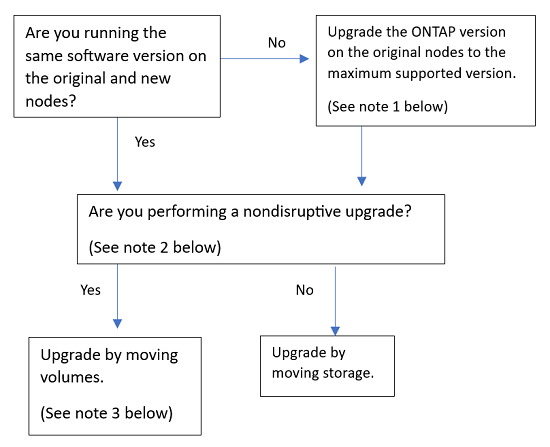 Are you running the
same software version on
the original and new
nodes?
No
Upgrade the ONTAP version
on the original nodes to the
maximum supported version.
(See note 1 below)
Yes
Are you performing a nondisruptive upgrade?
(See note 2 below)
Yes
No
Upgrade by moving
volumes.
(See note 3 below)
Upgrade by
moving storage.